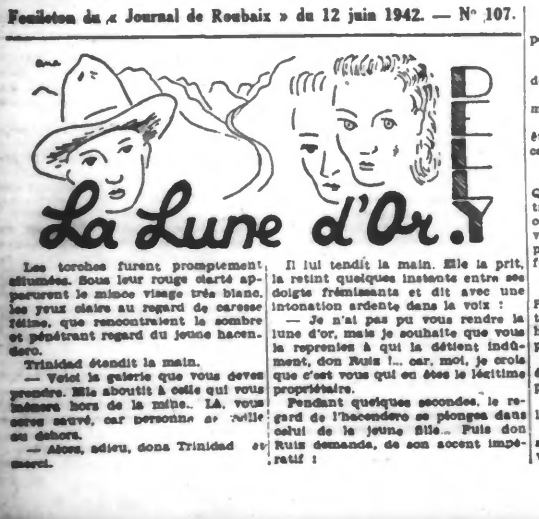 Feuilleton du « Journal de Roubaix » du 12 juin 1942. — N° 107.
La Lune d'Or.
DELLY
Les torches furent promptement
allumées. Sous leur rouge clarté ap-
parurent le mince visage très blanc,
les yeux clairs au regard de caresse
féline, que rencontraient le sombre
et pénétrant regard du jeune hacen-
dero.
Trinidad étendit la main.
— Voici la galerie que vous devez
prendre. Elle aboutit à celle qui vous
mènera hors de la mine.. LA, vous
serez sauvé, car personne ne veille
au dehors.
— Alors, adieu, dona Trinidad et
merci.
Il lui tendit la main. Elle la prit,
la retint quelques instants entre ses
doigts frémissants et dit avec une
intonation ardente dans la voix :
— Je n'ai pas pu vous rendre la
lune d'or, mais je souhaite que vous
la repreniez à qui la détient indû-
ment, don Ruiz !... car, moi, je crois
que c'est vous qui en êtes le légitime
propriétaire.
Pendant quelques secondes, le re-
gard de l'hacendero se plongea dans
celui de la jeune fille... Puis don
Ruiz demanda, de son accent impé-
ratif :